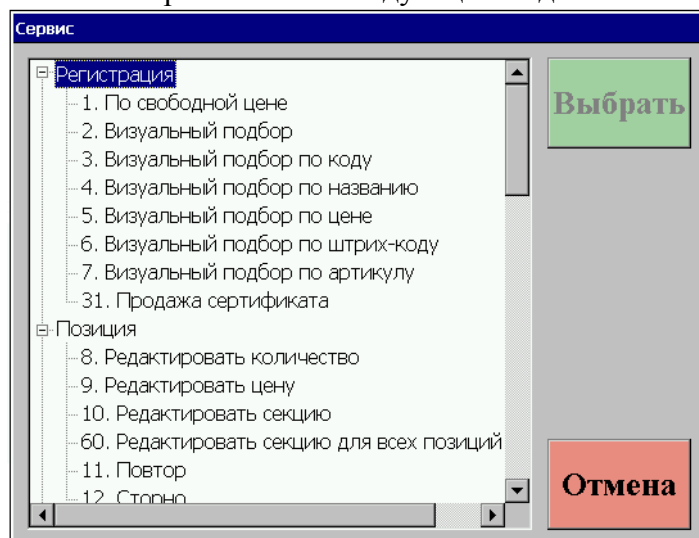 Сервис
Регистрация
1. По свободной цене
2. Визуальный подбор
3. Визуальный подбор по коду
4. Визуальный подбор по названию
5. Визуальный подбор по цене
6. Визуальный подбор по штрих-коду
7. Визуальный подбор по артикулу
31. Продажа сертификата
Позиция
8. Редактировать количество
9. Редактировать цену
10. Редактировать секцию
60. Редактировать секцию для всех позиций
11. Повтор
12. Сторно
Выбрать
Отмена